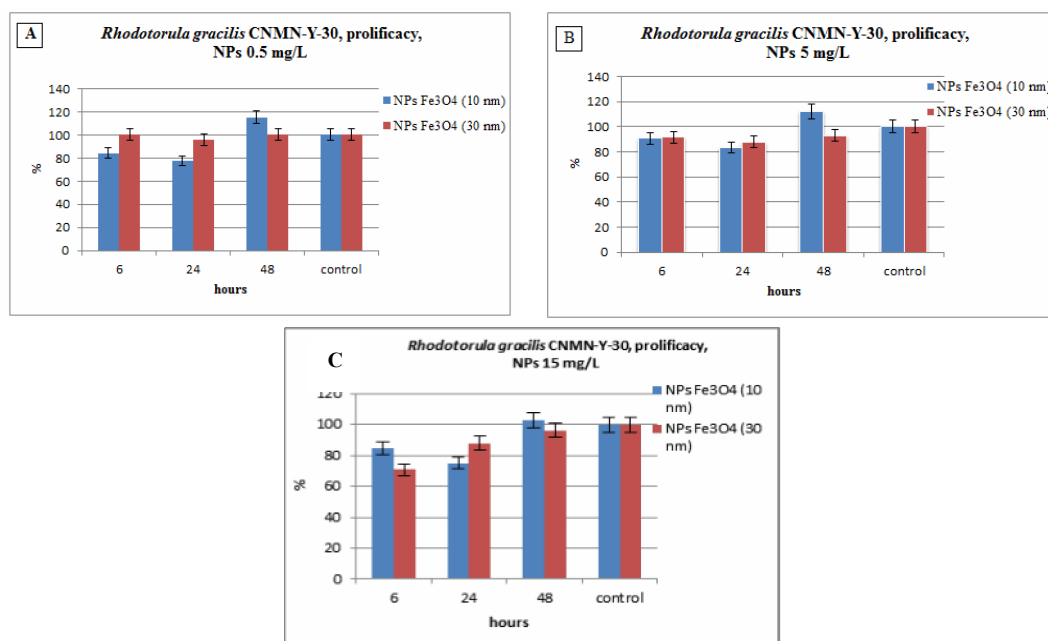 A
Rhodotorula gracilis CNMN-Y-30, prolificacy,
NPs 0.5 mg/L
140
120
100
80
60
40
20
0
%
6
24
48
control
hours
NPs Fe3O4 (10 nm)
NPs Fe3O4 (30 nm)
B
Rhodotorula gracilis CNMN-Y-30, prolificacy,
NPs 5 mg/L
140
120
100
80
60
40
20
0
%
6
24
48
control
hours
NPs Fe3O4 (10 nm)
NPs Fe3O4 (30 nm)
C
Rhodotorula gracilis CNMN-Y-30, prolificacy,
NPs 15 mg/L
120
100
80
60
40
20
0
%
6
24
48
control
hours
NPs Fe3O4 (10
nm)
NPs Fe3O4 (30
nm)